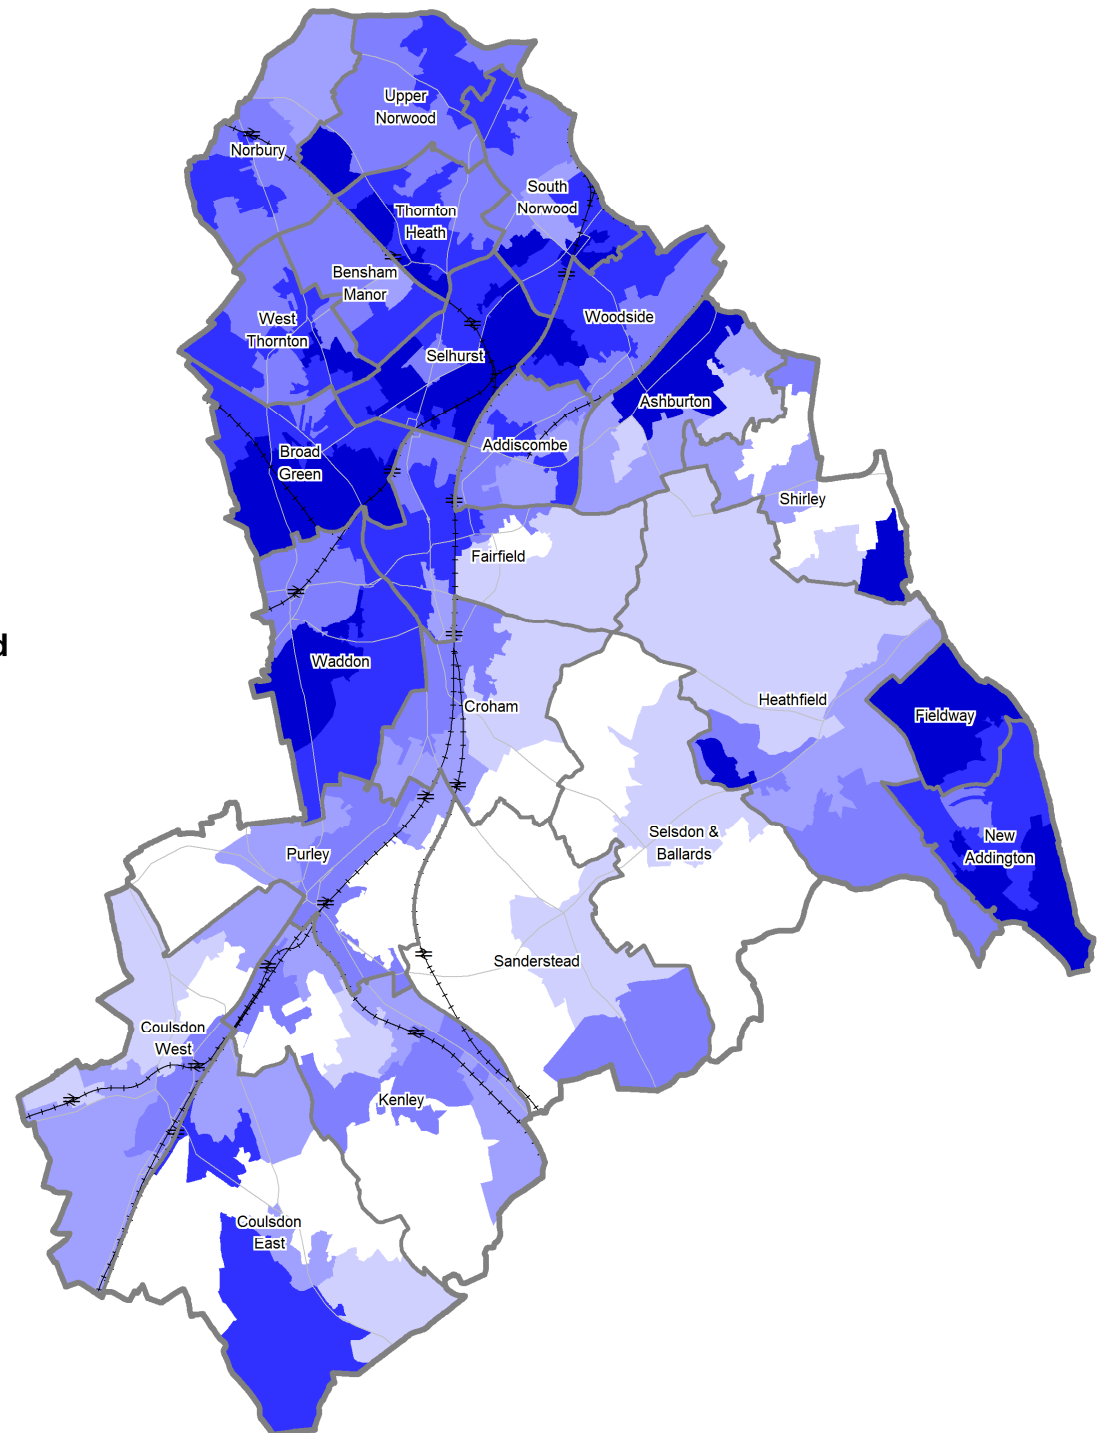 Upper
Norwood
Norbury
South
Norwood
Thornton
Heath
Bensham
Manor
West
Thornton
Woodside
Selhurst
Ashburton
Addiscombe
Broad
Green
Shirley
Fairfield
d
Waddon
Heathfield
Croham
Fieldway
Selsdon &
Ballards
New
Addington
Purley
Sanderstead
Coulsdon
West
Kenley
Coulsdon
East